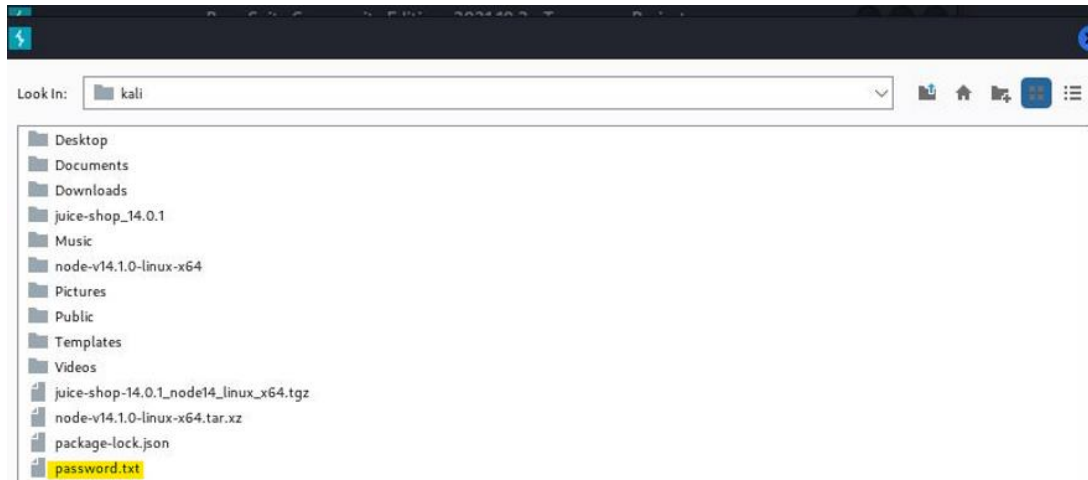 Look In: kali
Desktop
Documents
Downloads
juice-shop_14.0.1
Music
node-v14.1.0-linux-x64
Pictures
Public
Templates
Videos
juice-shop-14.0.1_node14_linux_x64.tgz
node-v14.1.0-linux-x64.tar.xz
package-lock.json
password.txt